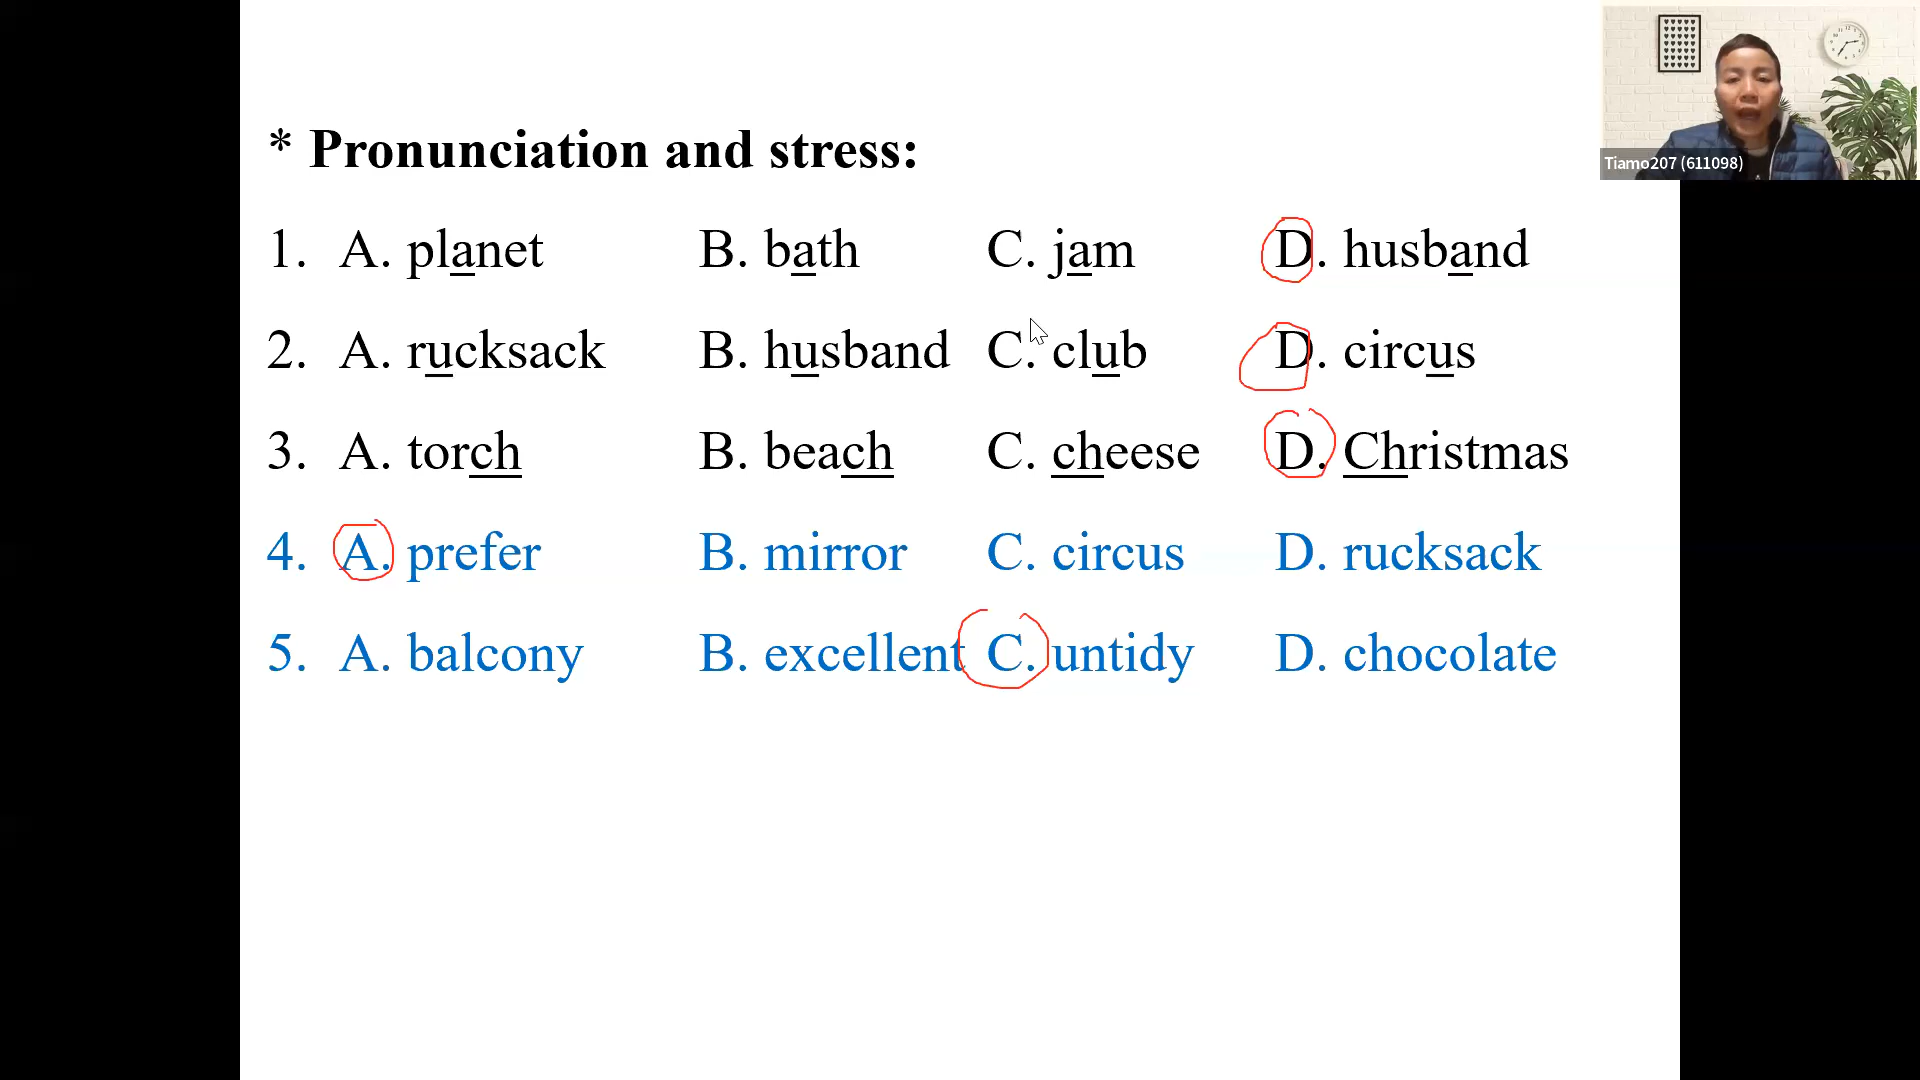 * Pronunciation and stress:
1. A. planet B. bath C. jam D. husband
2. A. rucksack B. husband C. club D. circus
3. A. torch B. beach C. cheese D. Christmas
4. A. prefer B. mirror C. circus D. rucksack
5. A. balcony B. excellent C. untidy D. chocolate
Tiamo207 (611098)